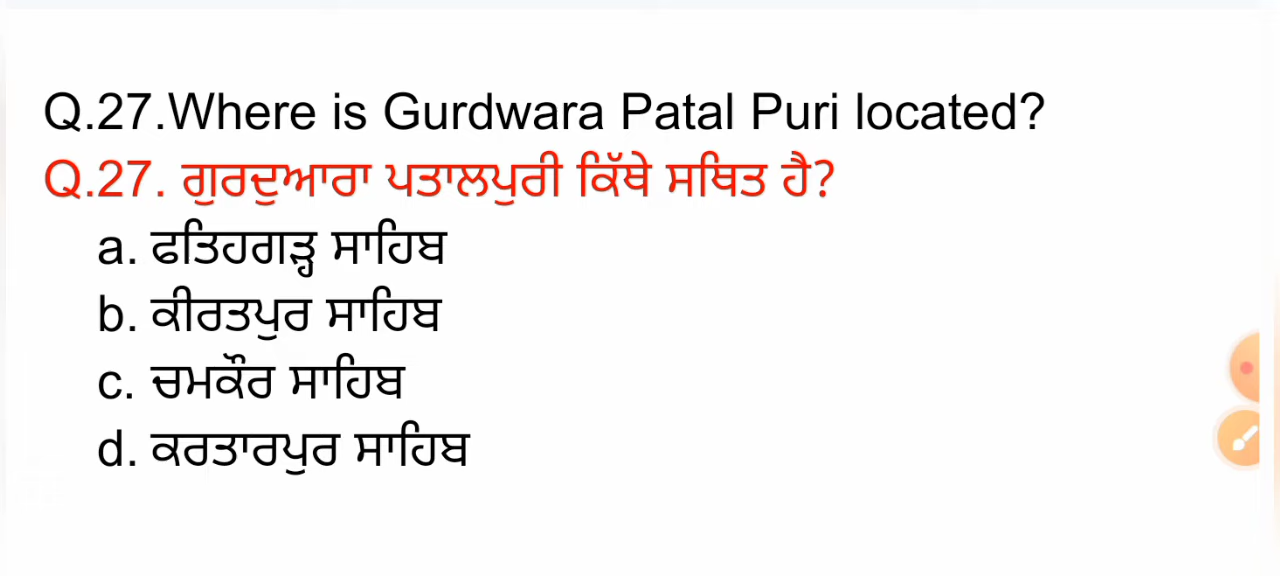 Q.27.Where is Gurdwara Patal Puri located?
Q.27. ਗੁਰਦੁਆਰਾ ਪਤਾਲਪੁਰੀ ਕਿੱਥੇ ਸਥਿਤ ਹੈ?
a. ਫਤਿਹਗੜ੍ਹ ਸਾਹਿਬ
b. ਕੀਰਤਪੁਰ ਸਾਹਿਬ
c. ਚਮਕੌਰ ਸਾਹਿਬ
d. ਕਰਤਾਰਪੁਰ ਸਾਹਿਬ